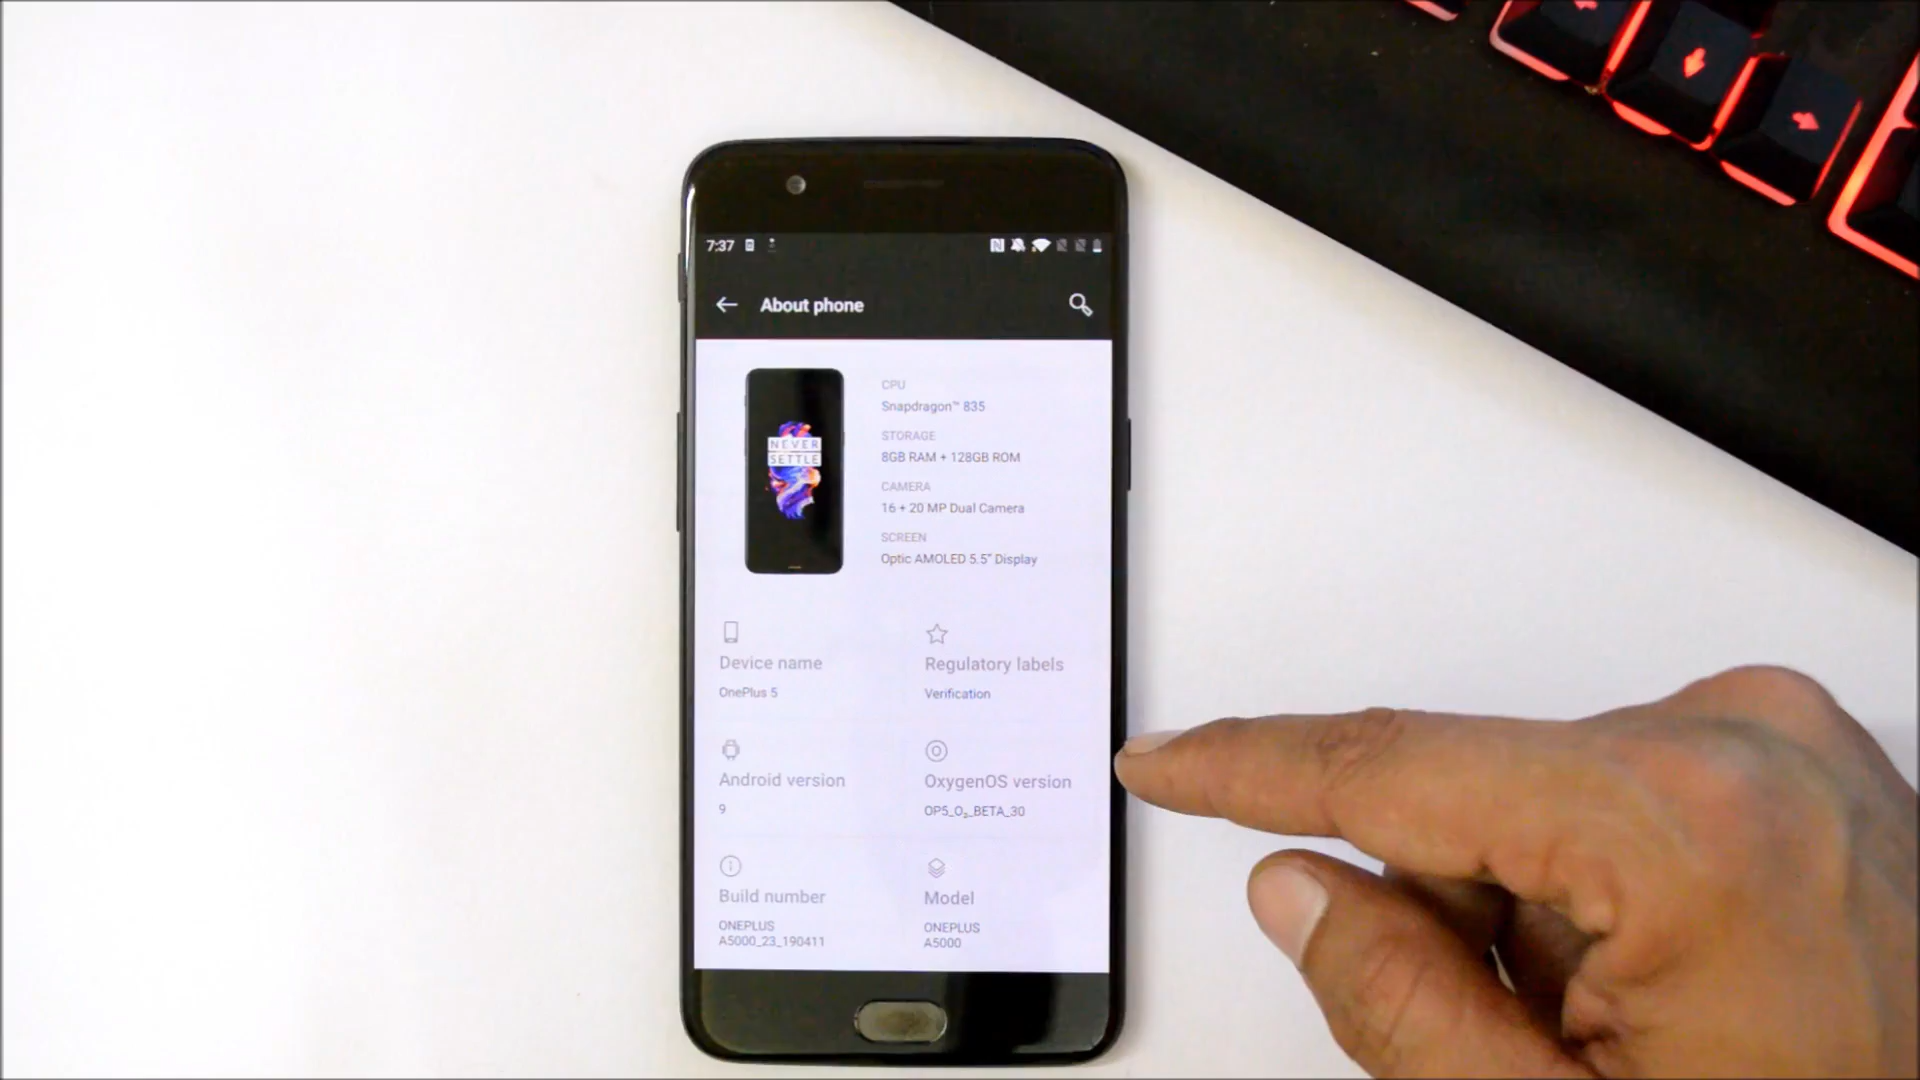 7:37
About phone
NEVER
SETTLE
CPU
Snapdragon™ 835
STORAGE
8GB RAM + 128GB ROM
CAMERA
16 + 20 MP Dual Camera
SCREEN
Optic AMOLED 5.5" Display
Device name
OnePlus 5
Regulatory labels
Verification
Android version
9
OxygenOS version
OP5_O₂_BETA_30
Build number
ONEPLUS
A5000_23_190411
Model
ONEPLUS
A5000